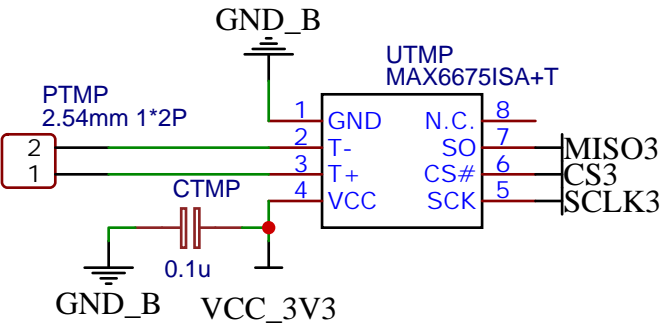 GND_B
UTMP
MAX6675ISA+T
PTMP
2.54mm 1*2P
1 GND N.C. 8
2 2 T- SO 7 MISO3
1 3 T+ CS# 6 CS3
CTMP 4 VCC SCK 5 SCLK3
0.1u
GND_B VCC_3V3